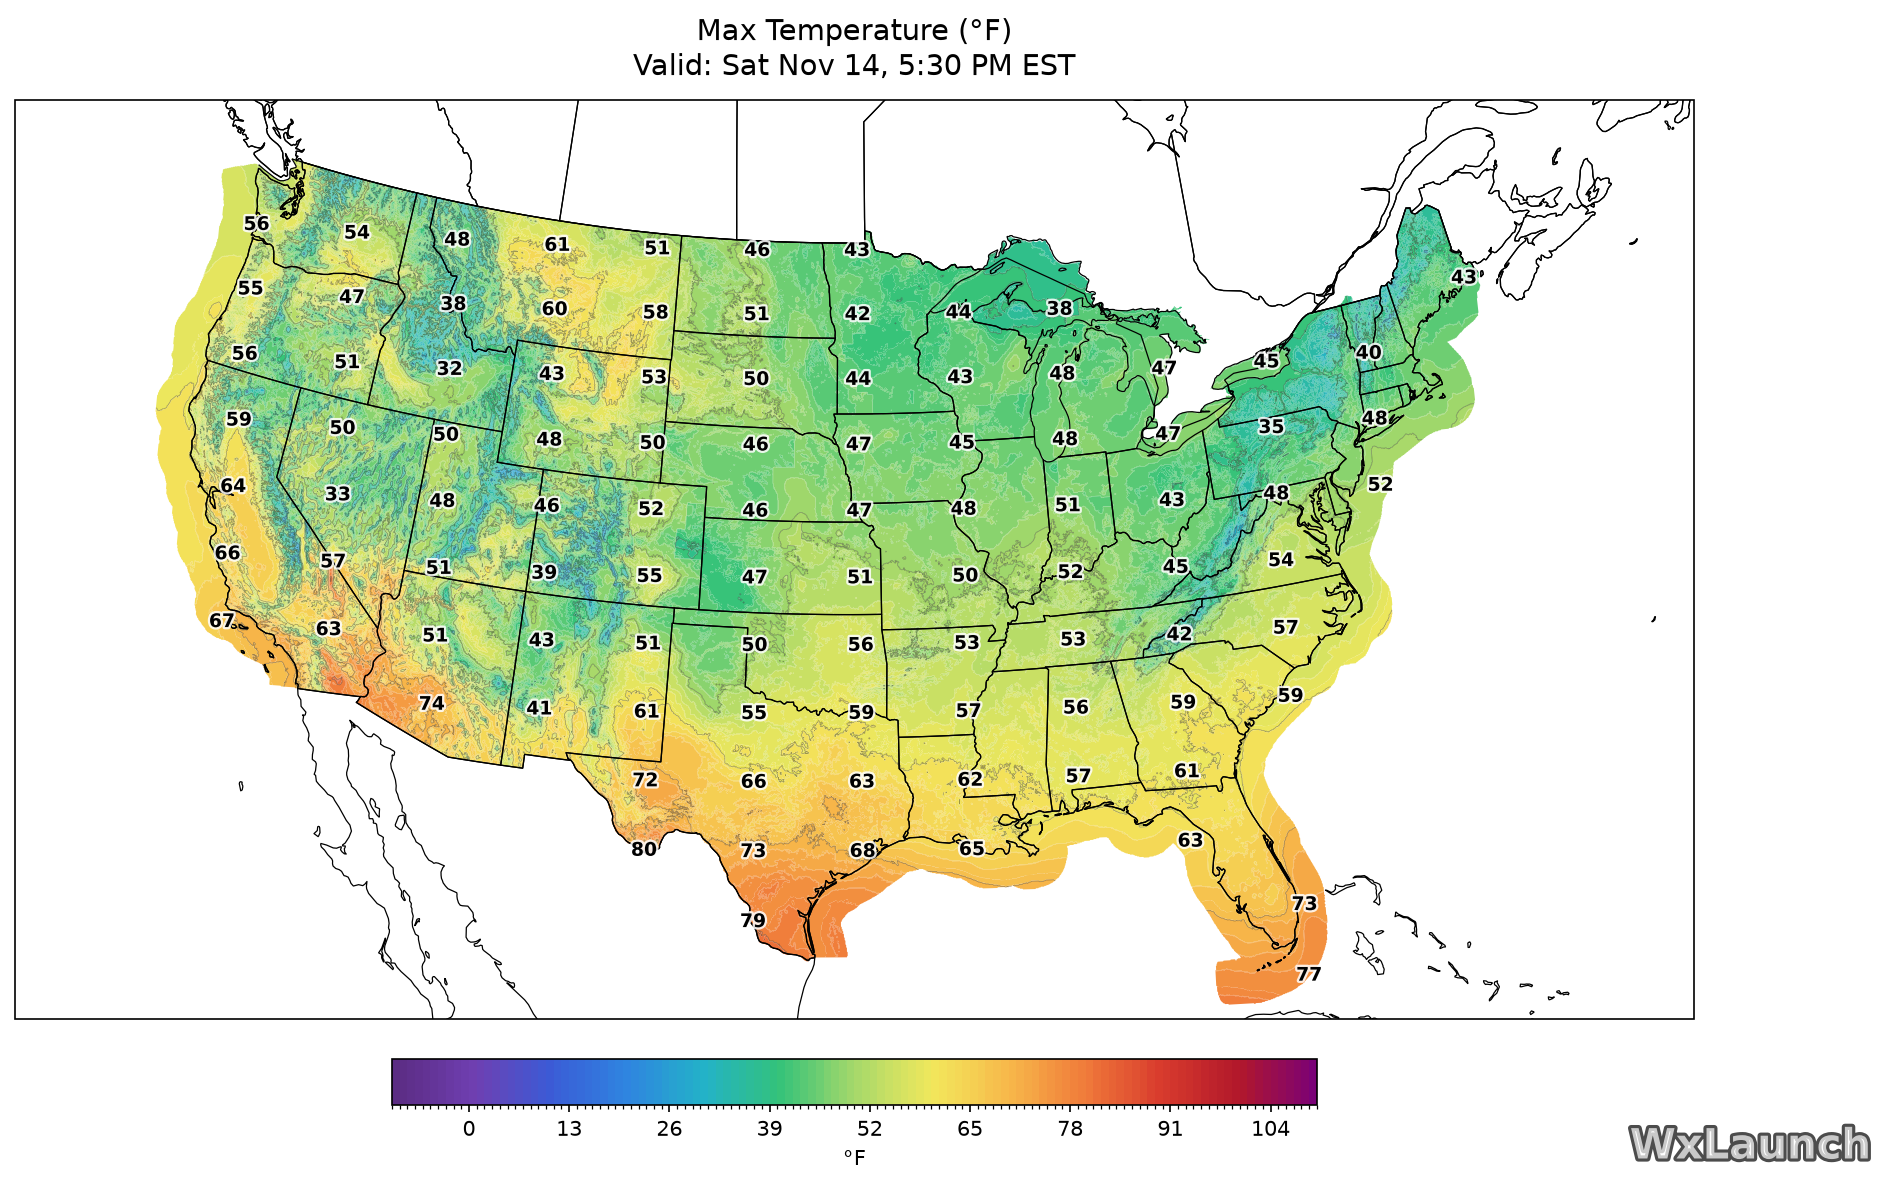 Max Temperature (°F)
Valid: Sat Nov 14, 5:30 PM EST
56 54 48 61 51 46 43
55 47 38 60 58 51 42 44 38 43
56 51 32 43 53 50 44 43 48 47 45 40
59 50 50 48 50 46 47 45 48 47 35 48
64 33 48 46 52 46 47 48 51 43 48 52
66 57 51 39 55 47 51 50 52 45 54
67 63 51 43 51 50 56 53 53 42 57
74 41 61 55 59 57 56 59 59
72 66 63 62 57 61
80 73 68 65 63
79 73
77
0 13 26 39 52 65 78 91 104
°F
WxLaunch